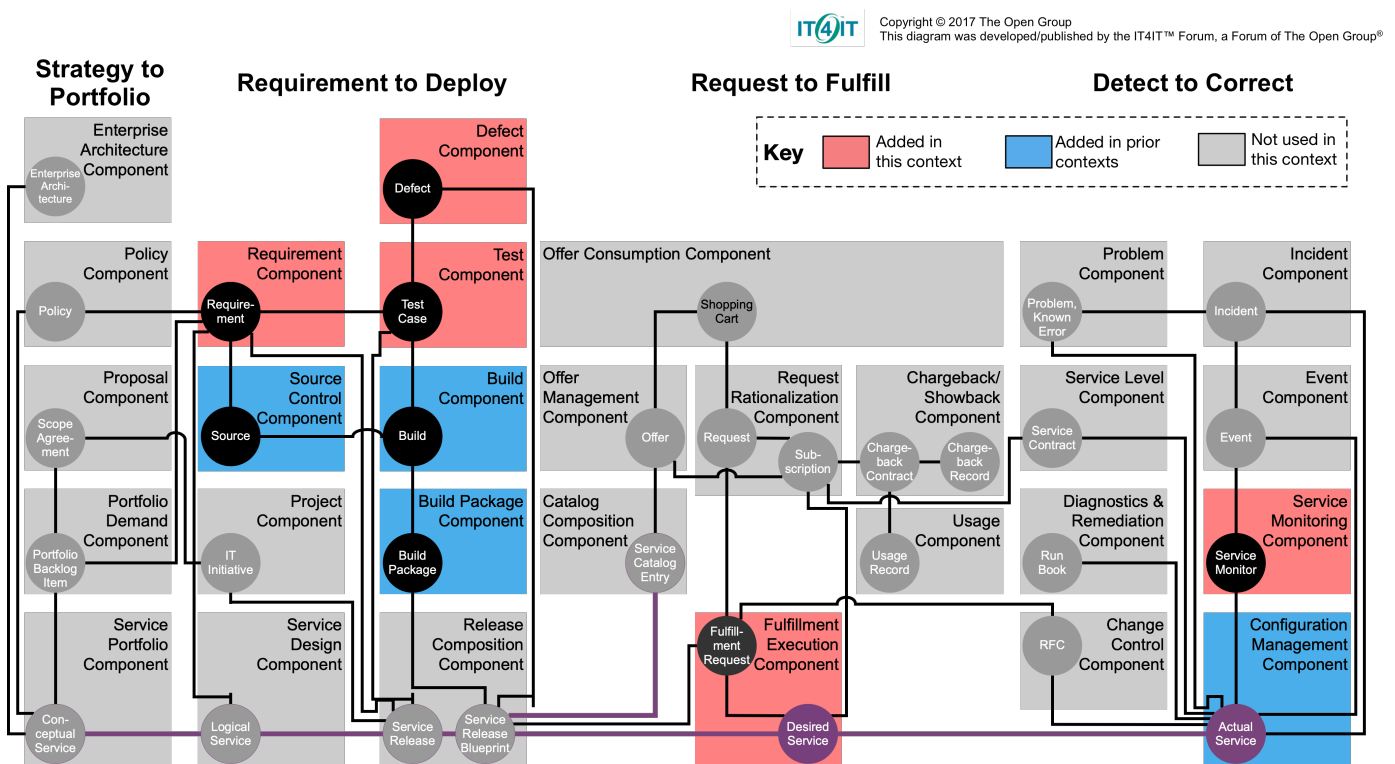 IT4IT
Copyright © 2017 The Open Group
This diagram was developed/published by the IT4IT™ Forum, a Forum of The Open Group®
Strategy to
Portfolio
Requirement to Deploy
Request to Fulfill
Detect to Correct
Key
Added in
this context
Added in prior
contexts
Not used in
this context
Enterprise
Architecture
Component
Enterprise
Archi-
tecture
Defect
Component
Defect
Policy
Component
Policy
Requirement
Component
Require-
ment
Test
Component
Test
Case
Offer Consumption Component
Shopping
Cart
Problem
Component
Problem,
Known
Error
Incident
Component
Incident
Proposal
Component
Scope
Agree-
ment
Source
Control
Component
Source
Build
Component
Build
Offer
Management
Component
Offer
Request
Rationalization
Component
Request
Sub-
scription
Chargeback/
Showback
Component
Charge-
back
Contract
Charge-
back
Record
Service Level
Component
Service
Contract
Event
Component
Event
Portfolio
Demand
Component
Portfolio
Backlog
Item
Project
Component
IT
Initiative
Build Package
Component
Build
Package
Catalog
Composition
Component
Service
Catalog
Entry
Usage
Component
Usage
Record
Diagnostics &
Remediation
Component
Run
Book
Service
Monitoring
Component
Service
Monitor
Service
Portfolio
Component
Con-
ceptual
Service
Service
Design
Component
Logical
Service
Release
Composition
Component
Service
Release
Service
Release
Blueprint
Fulfillment
Execution
Component
Fulfill-
ment
Request
Desired
Service
Change
Control
Component
RFC
Configuration
Management
Component
Actual
Service